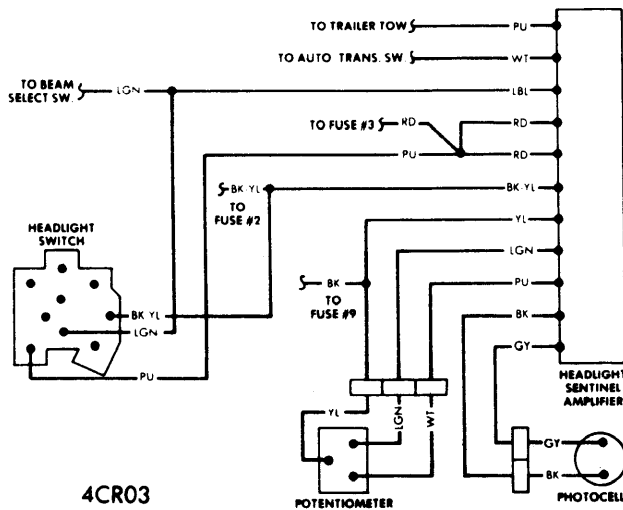 TO TRAILER TOW
PU
TO AUTO TRANS. SW.
WT
TO BEAM
SELECT SW.
LGN
LBL
TO FUSE #3
RD
RD
PU
RD
BK-YL
TO
FUSE #2
BK-YL
YL
HEADLIGHT
SWITCH
LGN
BK
TO
FUSE #9
PU
BK YL
LGN
BK
GY
PU
HEADLIGHT
SENTINEL
AMPLIFIER
YL
LGN
WT
GY
BK
4CR03
POTENTIOMETER
PHOTOCELL